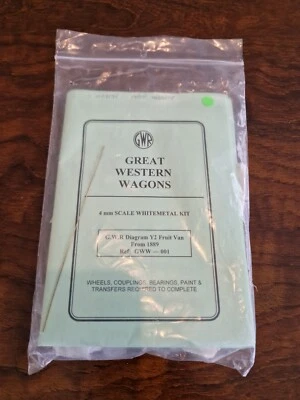 GWR
GREAT
WESTERN
WAGONS
4 mm SCALE WHITEMETAL KIT
G.W.R Diagram Y2 Fruit Van
From 1889
Ref: GWW — 001
WHEELS, COUPLINGS, BEARINGS, PAINT &
TRANSFERS REQUIRED TO COMPLETE.